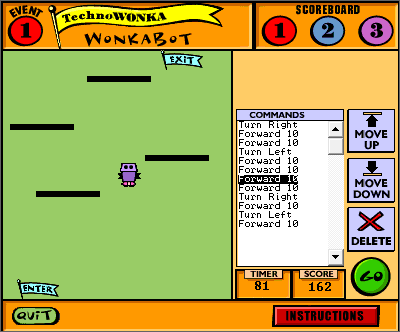 EVENT
1
TechnoWONKA
WONKABOT
SCOREBOARD
1 2 3
EXIT
ENTER
COMMANDS
Turn Right
Forward 10
Forward 10
Turn Left
Forward 10
Forward 10
Forward 10
Forward 10
Turn Right
Forward 10
Turn Left
Forward 10
MOVE
UP
MOVE
DOWN
DELETE
TIMER
81
SCORE
162
GO
QUIT
INSTRUCTIONS